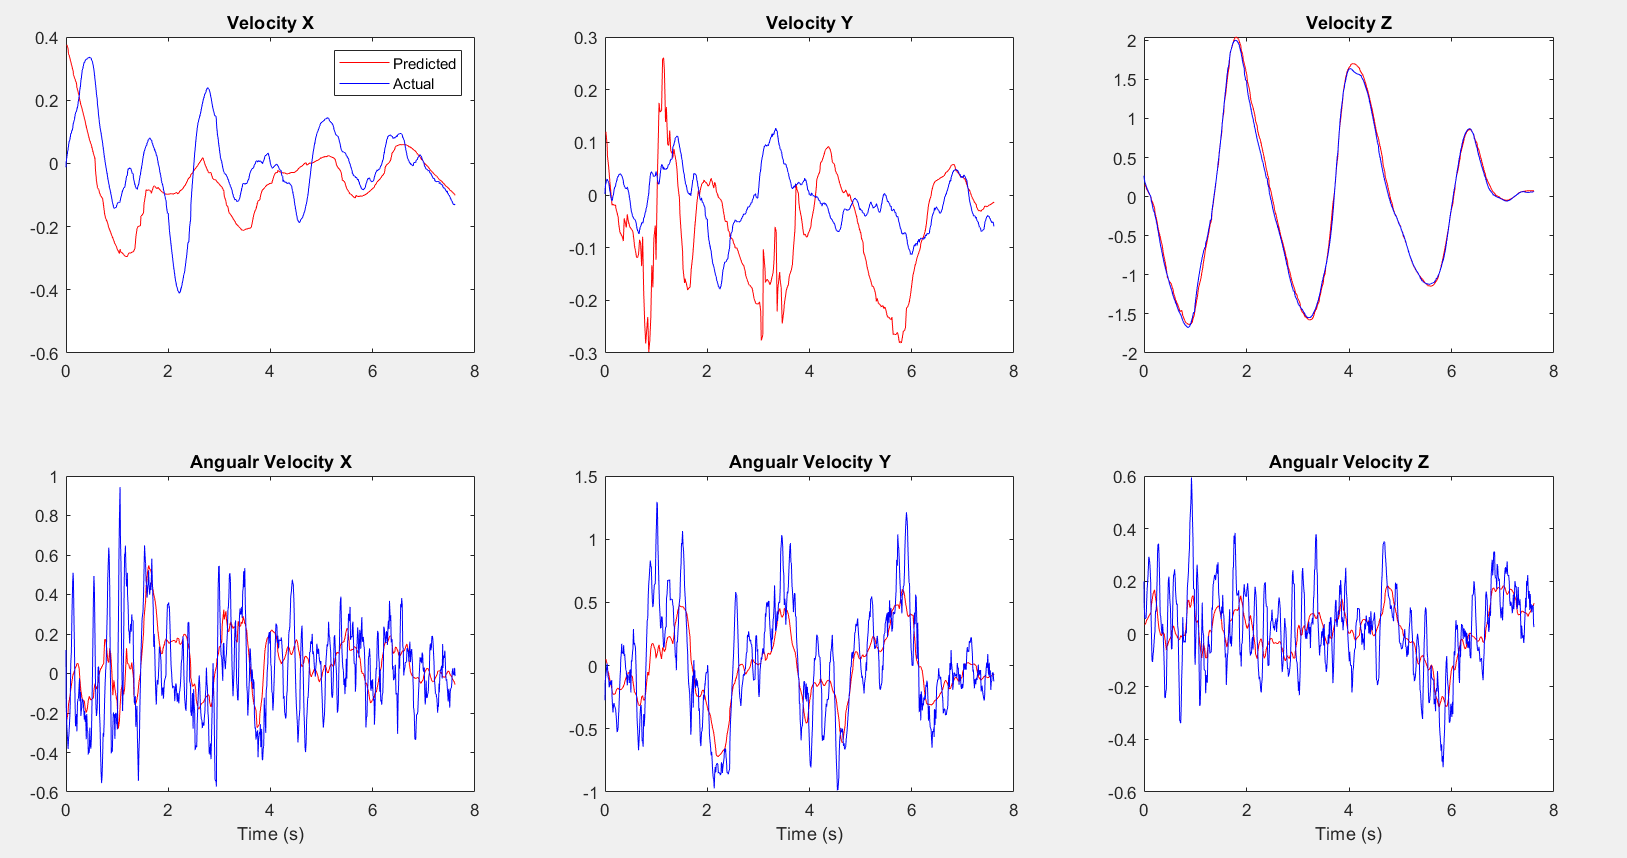 Velocity X
0.4
0.2
0
-0.2
-0.4
-0.6
0 2 4 6 8
Predicted
Actual
Velocity Y
0.3
0.2
0.1
0
-0.1
-0.2
-0.3
0 2 4 6 8
Velocity Z
2
1.5
1
0.5
0
-0.5
-1
-1.5
-2
0 2 4 6 8
Angualr Velocity X
1
0.8
0.6
0.4
0.2
0
-0.2
-0.4
-0.6
0 2 4 6 8
Time (s)
Angualr Velocity Y
1.5
1
0.5
0
-0.5
-1
0 2 4 6 8
Time (s)
Angualr Velocity Z
0.6
0.4
0.2
0
-0.2
-0.4
-0.6
0 2 4 6 8
Time (s)